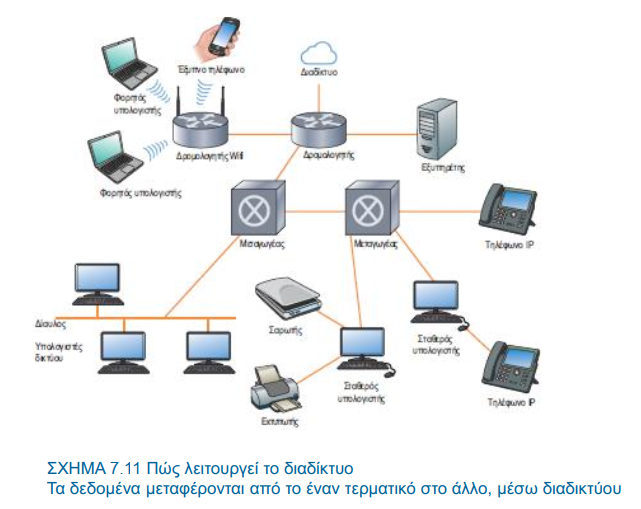 Έξυπνο τηλέφωνο
Διαδίκτυο
Φορητός
υπολογιστής
Δρομολογητής Wifi
Δρομολογητής
Εξυπηρέτης
Φορητός υπολογιστής
Μεταγωγέας
Μεταγωγέας
Τηλέφωνο IP
Δίαυλος
Υπολογιστές
δικτύου
Σαρωτής
Σταθερός
υπολογιστής
Σταθερός
υπολογιστής
Εκτυπωτής
Τηλέφωνο IP
ΣΧΗΜΑ 7.11 Πώς λειτουργεί το διαδίκτυο
Τα δεδομένα μεταφέρονται από το έναν τερματικό στο άλλο, μέσω διαδικτύου